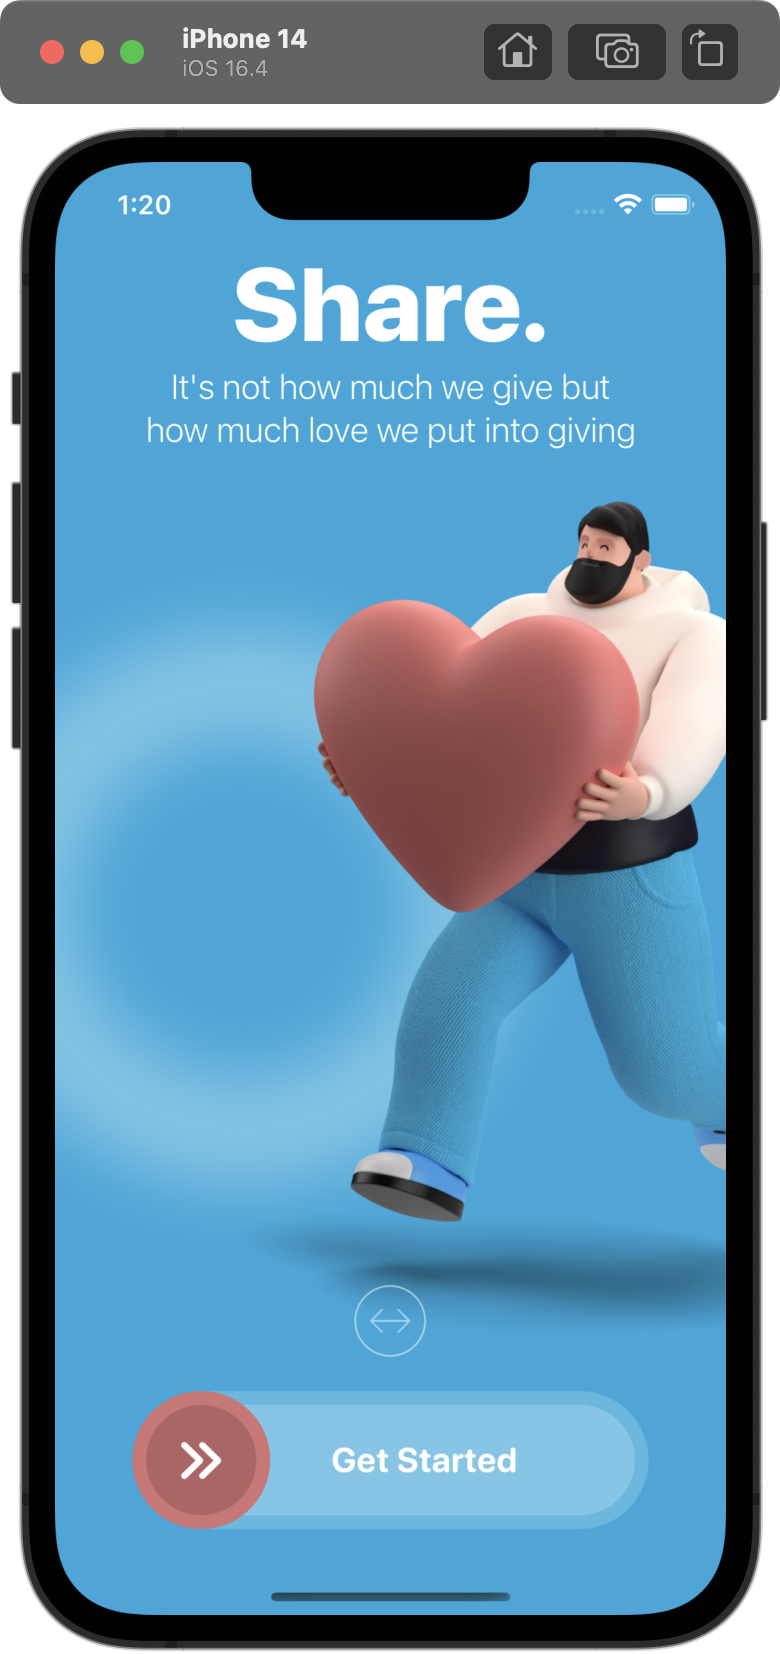 iPhone 14
iOS 16.4
1:20
Share.
It's not how much we give but
how much love we put into giving
Get Started